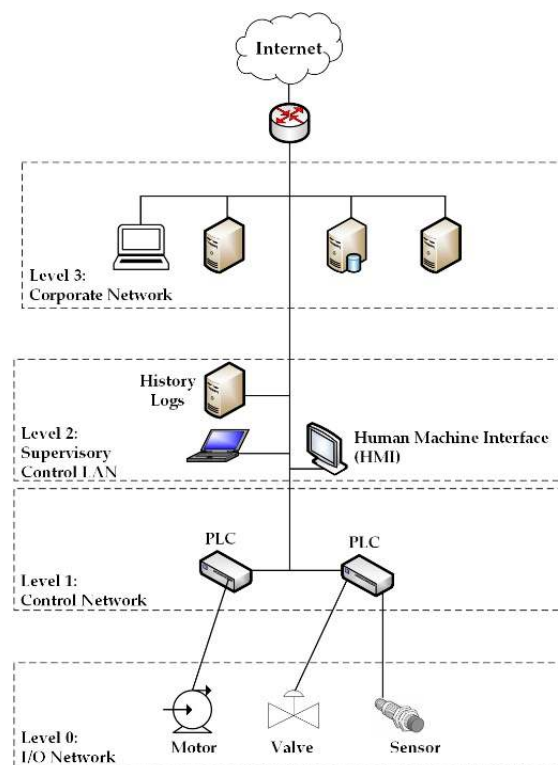 Internet
Level 3:
Corporate Network
History
Logs
Level 2:
Supervisory
Control LAN
Human Machine Interface
(HMI)
PLC
PLC
Level 1:
Control Network
Motor
Valve
Sensor
Level 0:
I/O Network